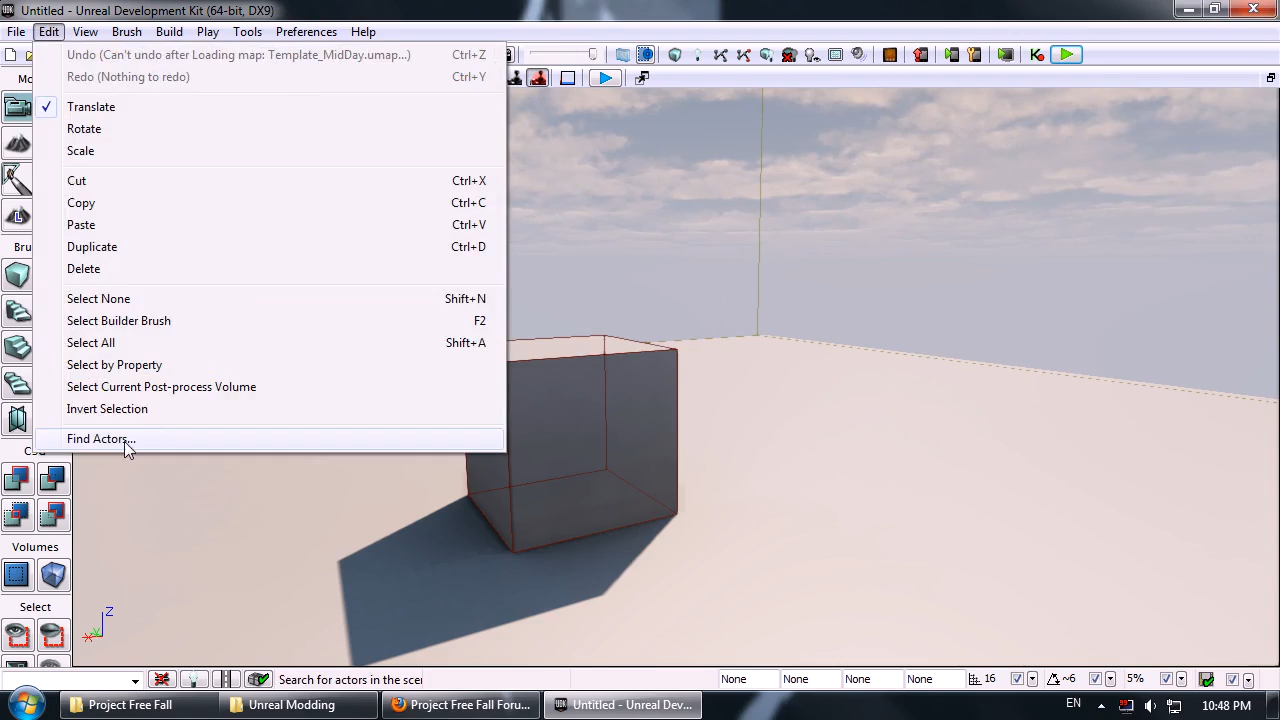 Untitled - Unreal Development Kit (64-bit, DX9)
File Edit View Brush Build Play Tools Preferences Help
Undo (Can't undo after Loading map: Template_MidDay.umap...) Ctrl+Z
Redo (Nothing to redo) Ctrl+Y
Translate
Rotate
Scale
Cut Ctrl+X
Copy Ctrl+C
Paste Ctrl+V
Duplicate Ctrl+D
Delete
Select None Shift+N
Select Builder Brush F2
Select All Shift+A
Select by Property
Select Current Post-process Volume
Invert Selection
Find Actors...
Mo
Bru
Volumes
Select
Z
Search for actors in the scer
None None None None 16 ~6 5%
Project Free Fall Unreal Modding Project Free Fall Foru... Untitled - Unreal Dev... EN 10:48 PM